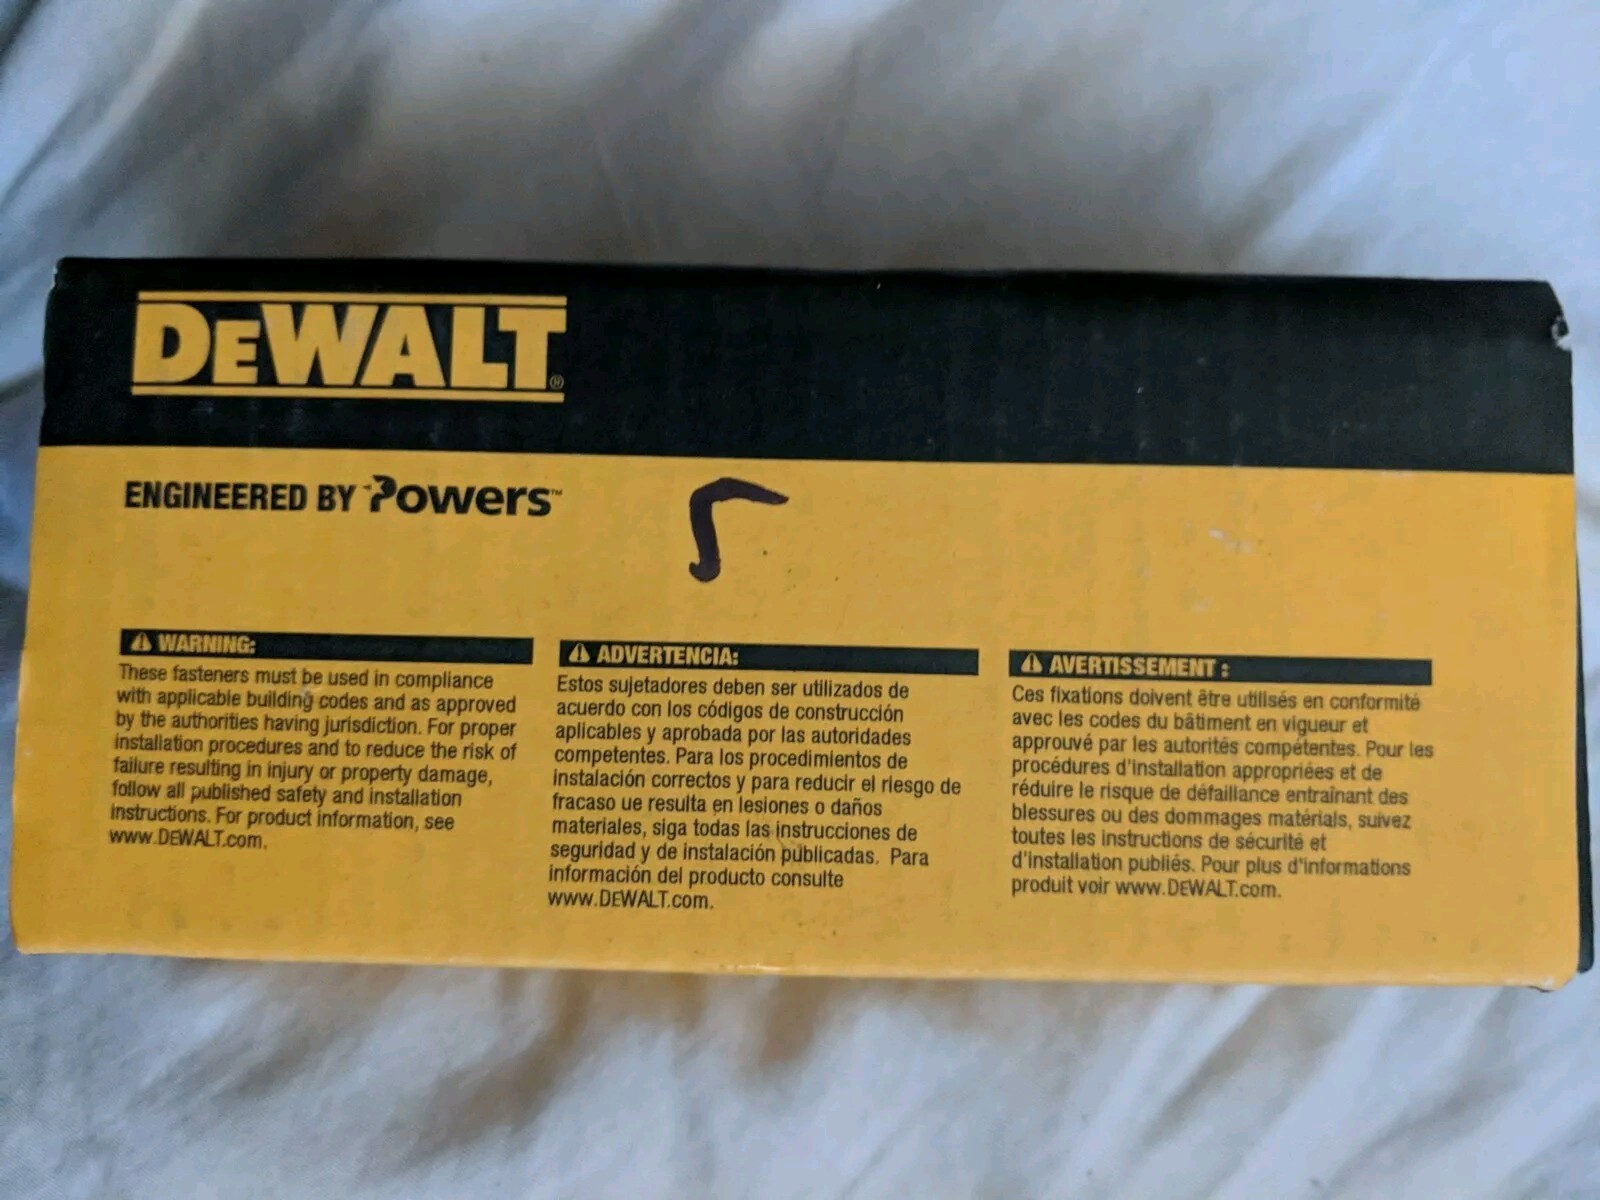 DEWALT®
ENGINEERED BY Powers™
⚠ WARNING:
These fasteners must be used in compliance
with applicable building codes and as approved
by the authorities having jurisdiction. For proper
installation procedures and to reduce the risk of
failure resulting in injury or property damage,
follow all published safety and installation
instructions. For product information, see
www.DEWALT.com.
⚠ ADVERTENCIA:
Estos sujetadores deben ser utilizados de
acuerdo con los códigos de construcción
aplicables y aprobada por las autoridades
competentes. Para los procedimientos de
instalación correctos y para reducir el riesgo de
fracaso ue resulta en lesiones o daños
materiales, siga todas las instrucciones de
seguridad y de instalación publicadas. Para
información del producto consulte
www.DEWALT.com.
⚠ AVERTISSEMENT :
Ces fixations doivent être utilisés en conformité
avec les codes du bâtiment en vigueur et
approuvé par les autorités compétentes. Pour les
procédures d'installation appropriées et de
réduire le risque de défaillance entraînant des
blessures ou des dommages matérials, suivez
toutes les instructions de sécurité et
d'installation publiés. Pour plus d'informations
produit voir www.DEWALT.com.